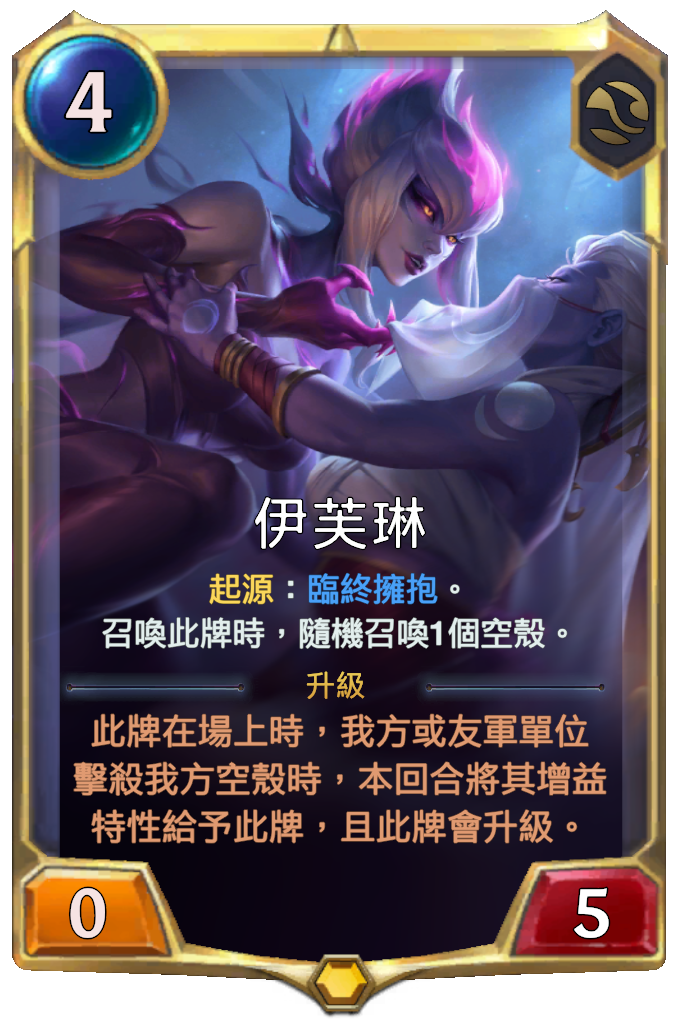 4
伊芙琳
起源：臨終擁抱。
召喚此牌時，隨機召喚1個空殼。
升級
此牌在場上時，我方或友軍單位
擊殺我方空殼時，本回合將其增益
特性給予此牌，且此牌會升級。
0
5